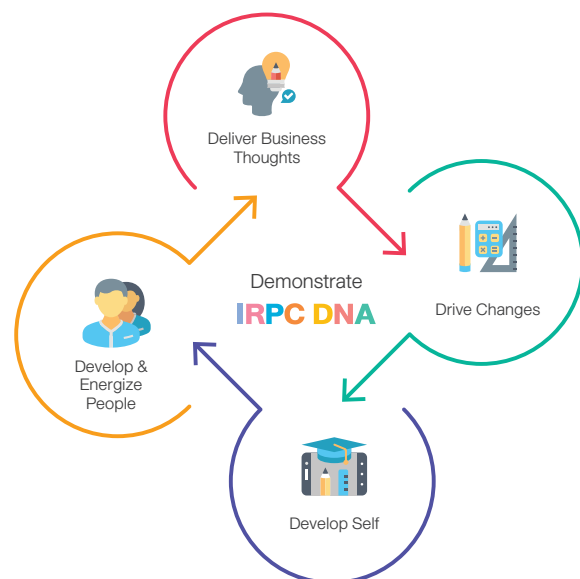 Deliver Business
Thoughts
Drive Changes
Demonstrate
IRPC DNA
Develop &
Energize
People
Develop Self